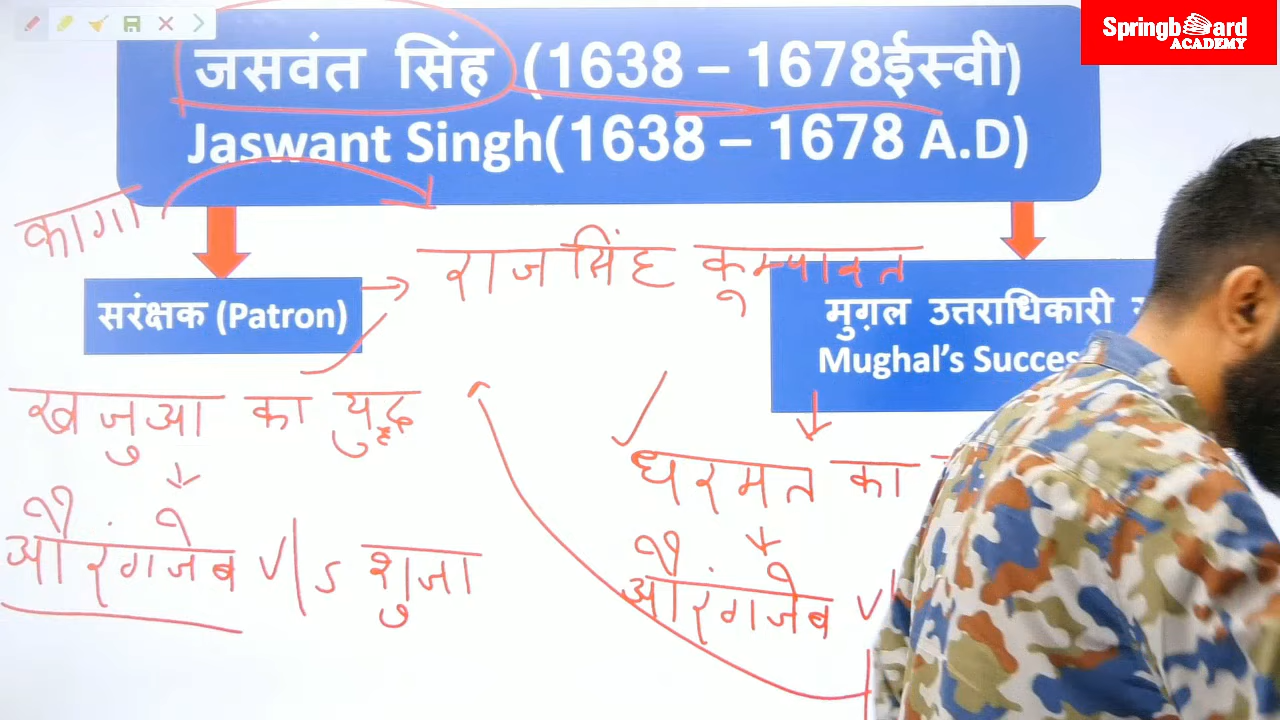 Springboard
ACADEMY
जसवंत सिंह (1638 – 1678ईस्वी)
Jaswant Singh(1638 – 1678 A.D)
कागा
राजसिंह कूम्पावत
सरंक्षक (Patron)
मुग़ल उत्तराधिकारी
Mughal's Succes
खजुआ का युद्ध
धरमत का
औरंगजेब v/s शुजा
औरंगजेब v/